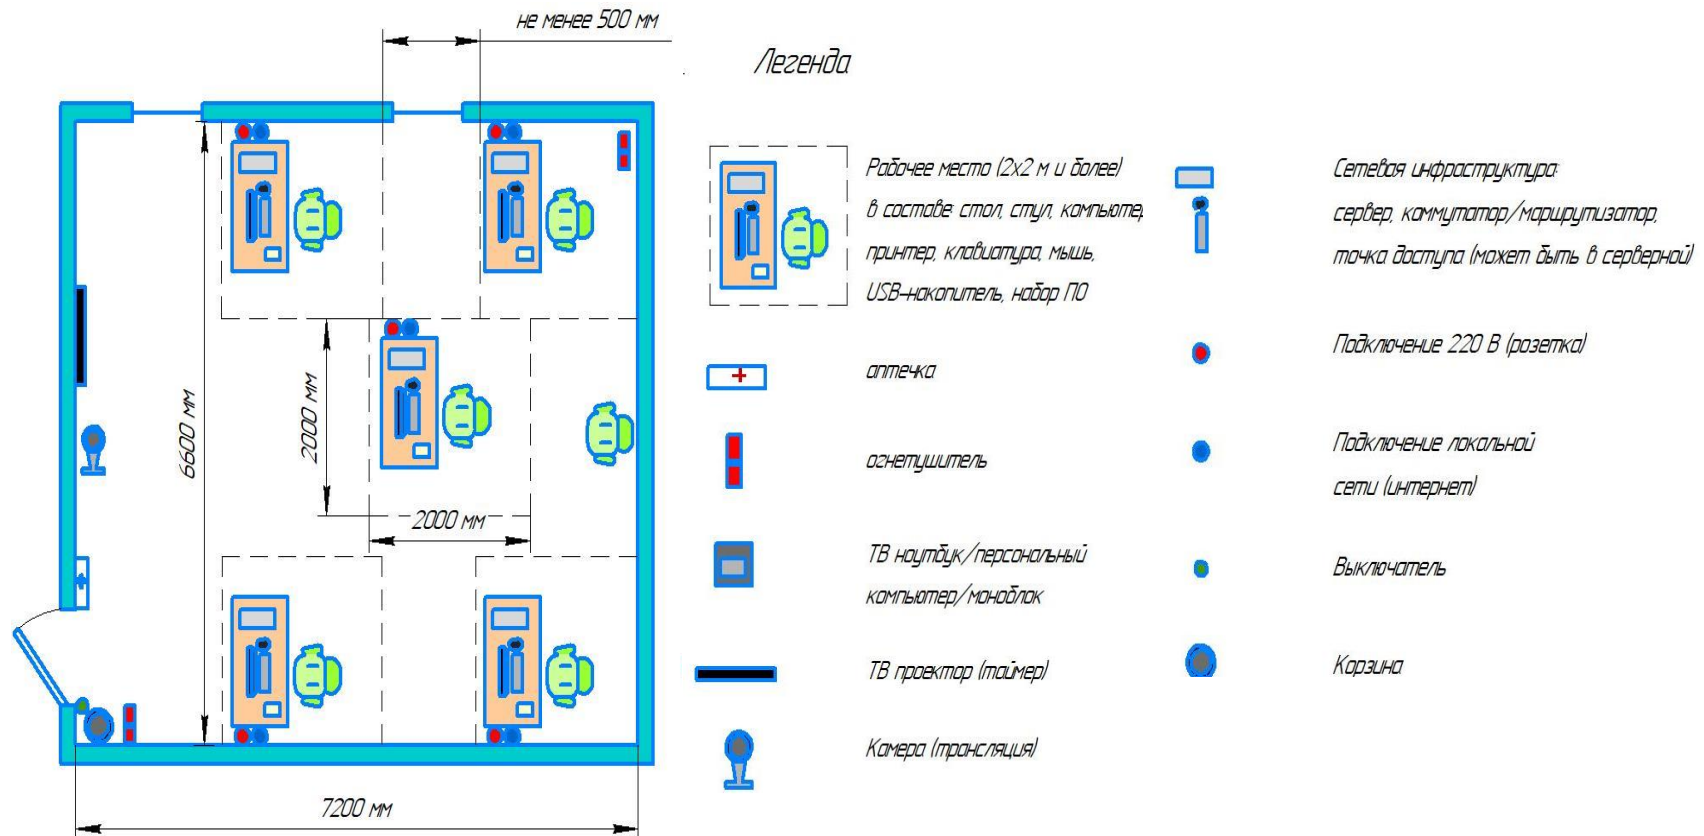 не менее 500 мм
6600 мм
2000 мм
2000 мм
7200 мм
Легенда
Рабочее место (2х2 м и более)
в составе: стол, стул, компьютер,
принтер, клавиатура, мышь,
USB-накопитель, набор ПО
аптечка
огнетушитель
ТВ ноутбук/персональный
компьютер/моноблок
ТВ проектор (таймер)
Камера (трансляция)
Сетевая инфраструктура:
сервер, коммутатор/маршрутизатор,
точка доступа (может быть в серверной)
Подключение 220 В (розетка)
Подключение локальной
сети (интернет)
Выключатель
Корзина